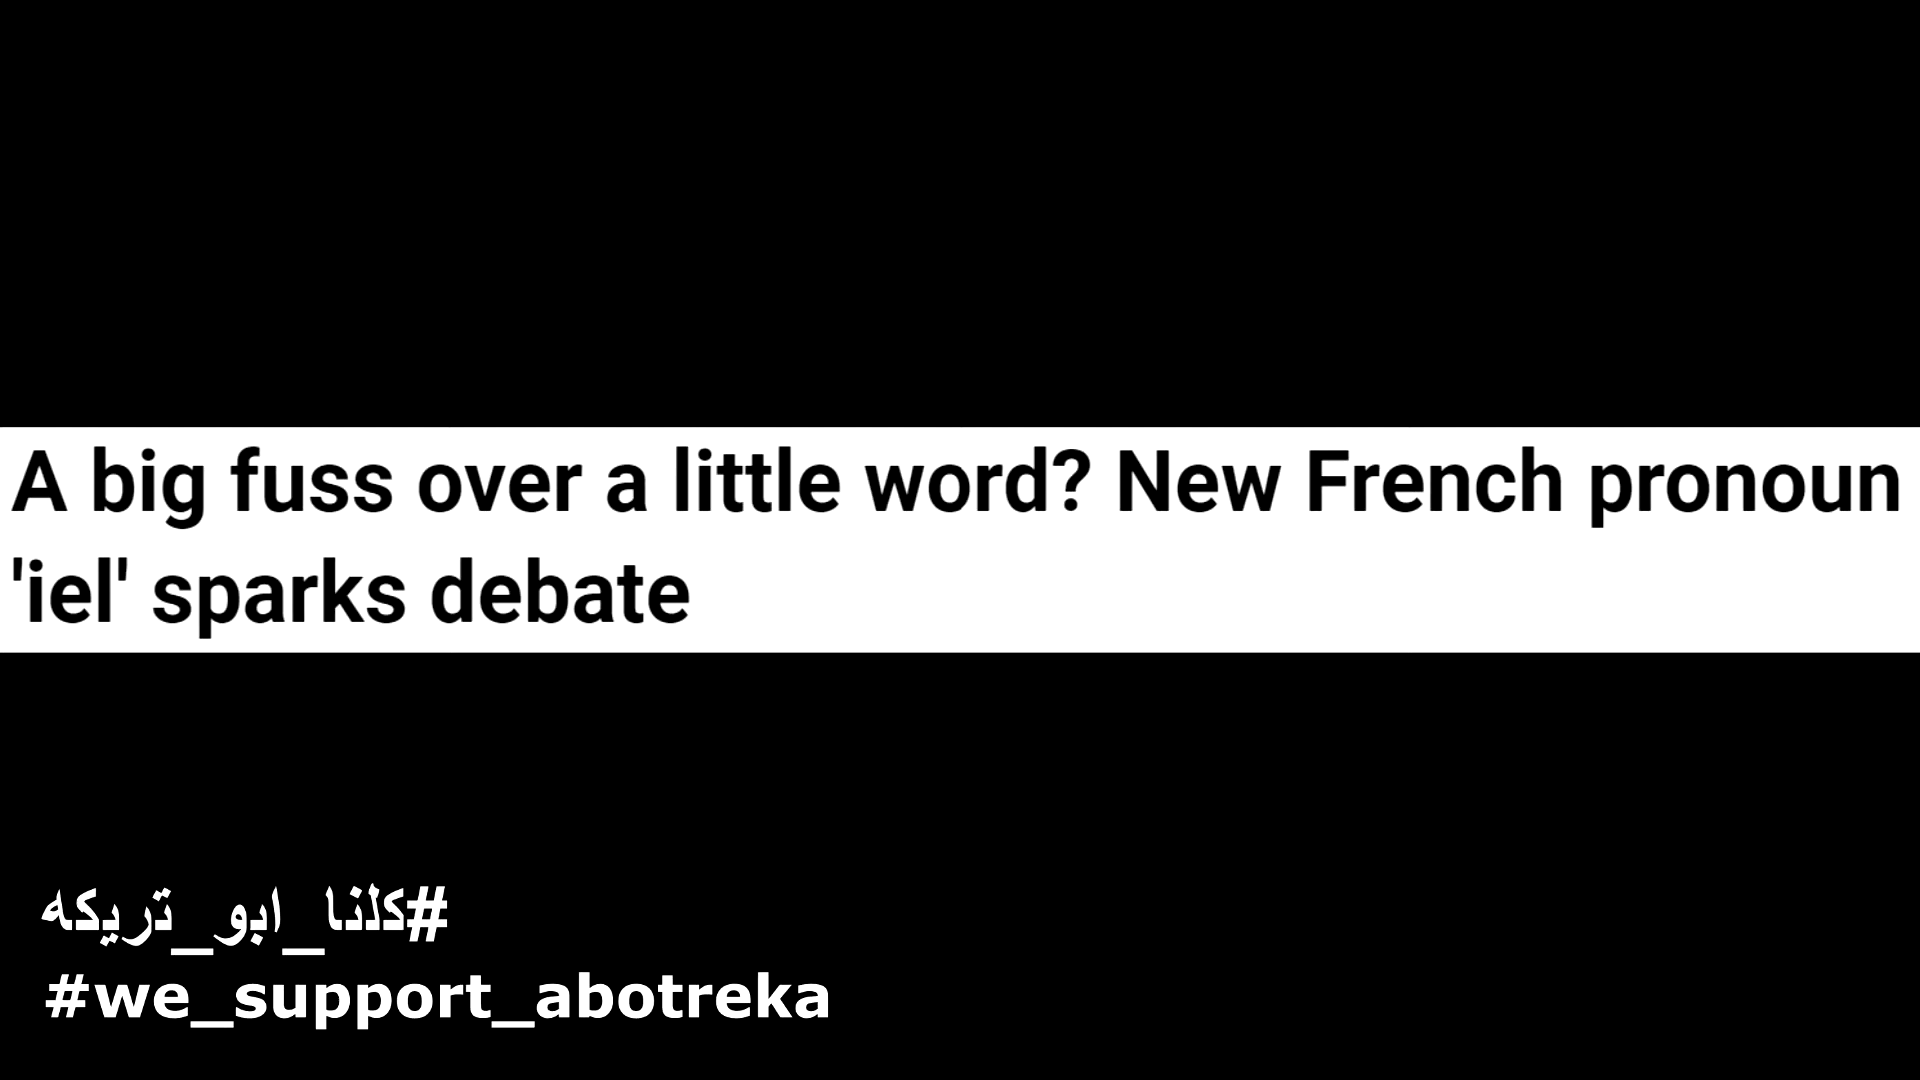 A big fuss over a little word? New French pronoun
'iel' sparks debate
#كلنا_ابو_تريكه
#we_support_abotreka